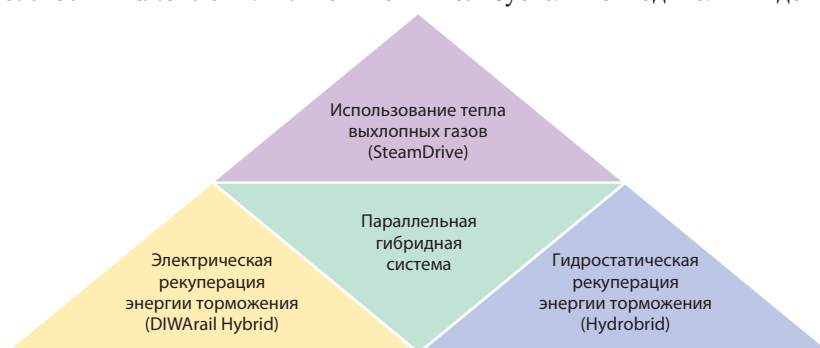 Использование тепла
выхлопных газов
(SteamDrive)
Параллельная
гибридная
система
Электрическая
рекуперация
энергии торможения
(DIWArail Hybrid)
Гидростатическая
рекуперация
энергии торможения
(Hydrobrid)